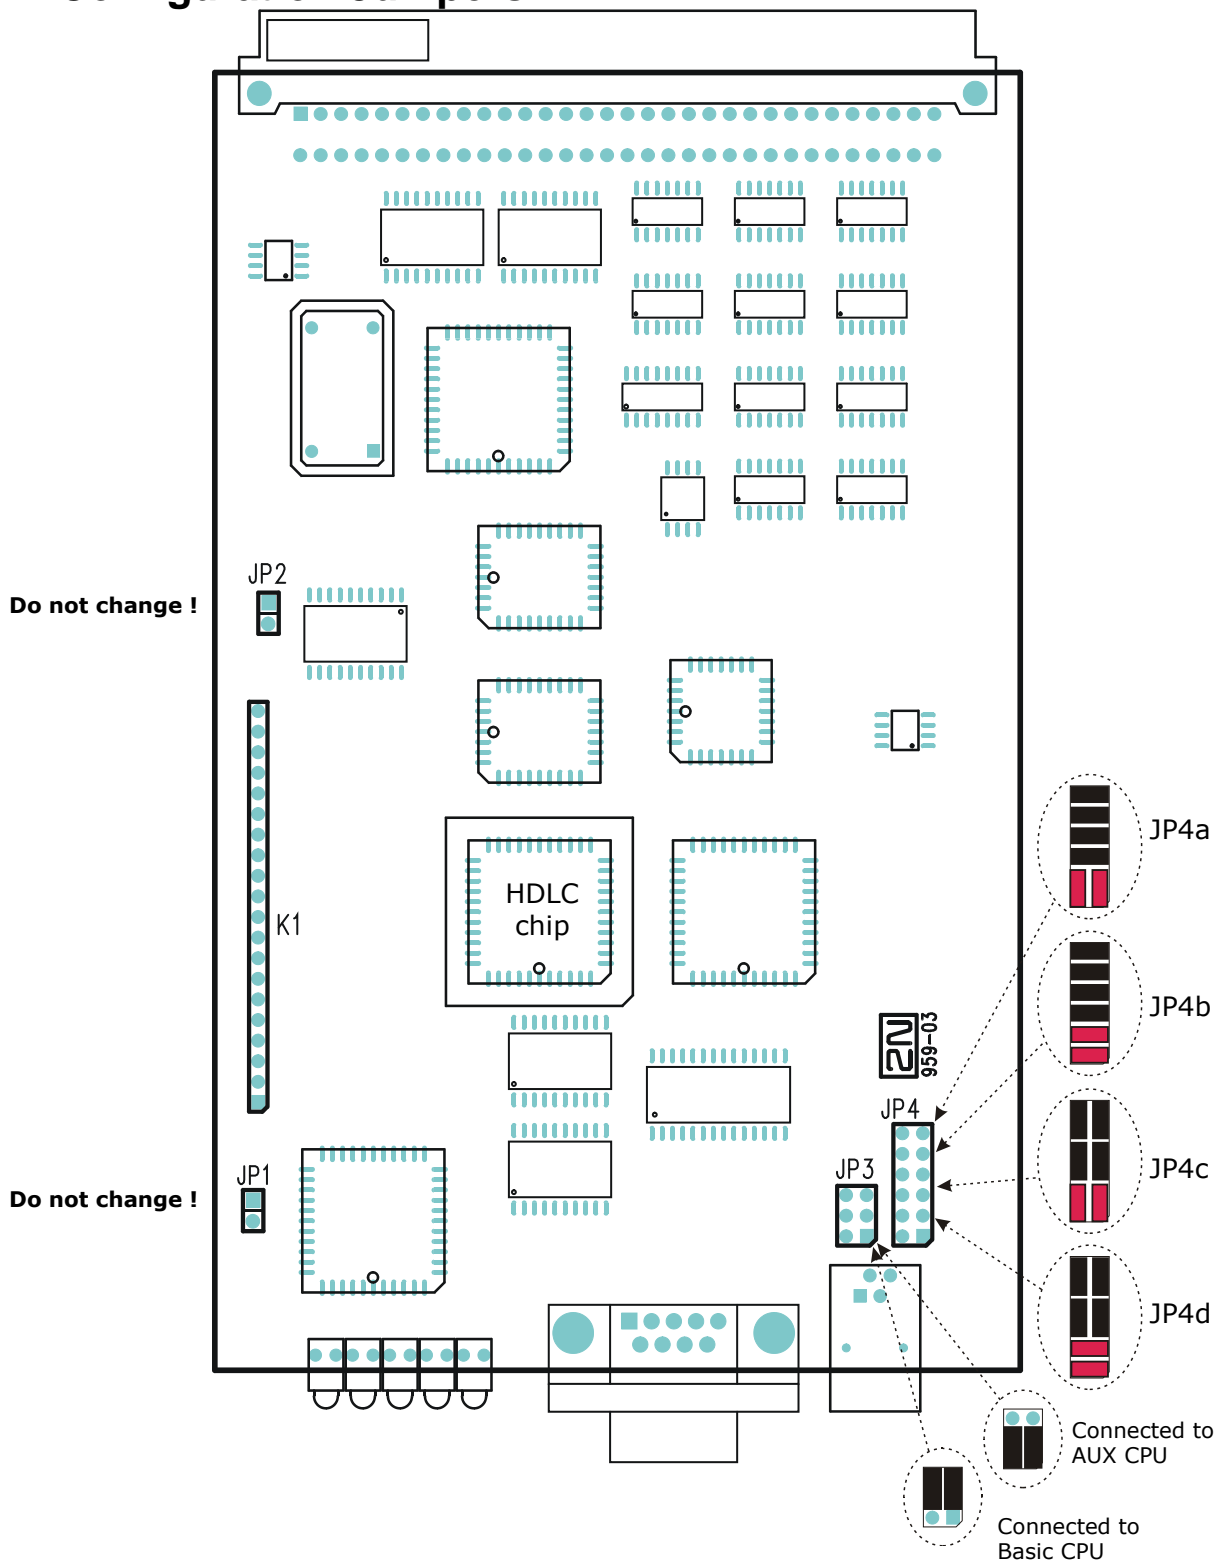 JP2
Do not change !
JP4a
HDLC
chip
K1
JP4b
2N
959-03
JP4
JP3
JP4c
JP1
Do not change !
JP4d
Connected to
AUX CPU
Connected to
Basic CPU